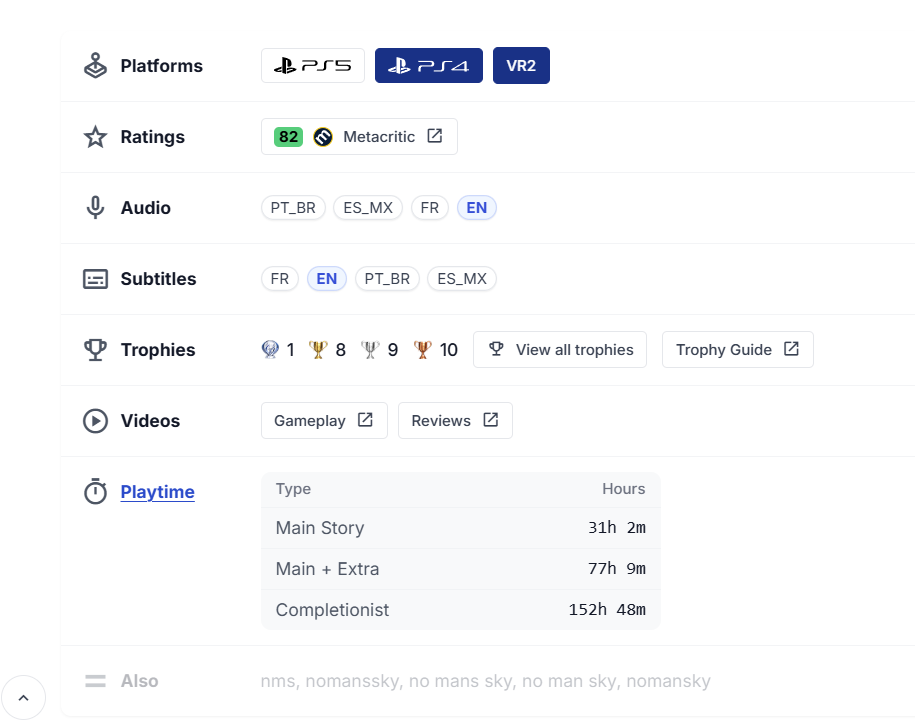 Platforms PS5 PS4 VR2
Ratings 82 Metacritic
Audio PT_BR ES_MX FR EN
Subtitles FR EN PT_BR ES_MX
Trophies 1 8 9 10 View all trophies Trophy Guide
Videos Gameplay Reviews
Playtime Type Hours
Main Story 31h 2m
Main + Extra 77h 9m
Completionist 152h 48m
Also nms, nomanssky, no mans sky, no man sky, nomansky